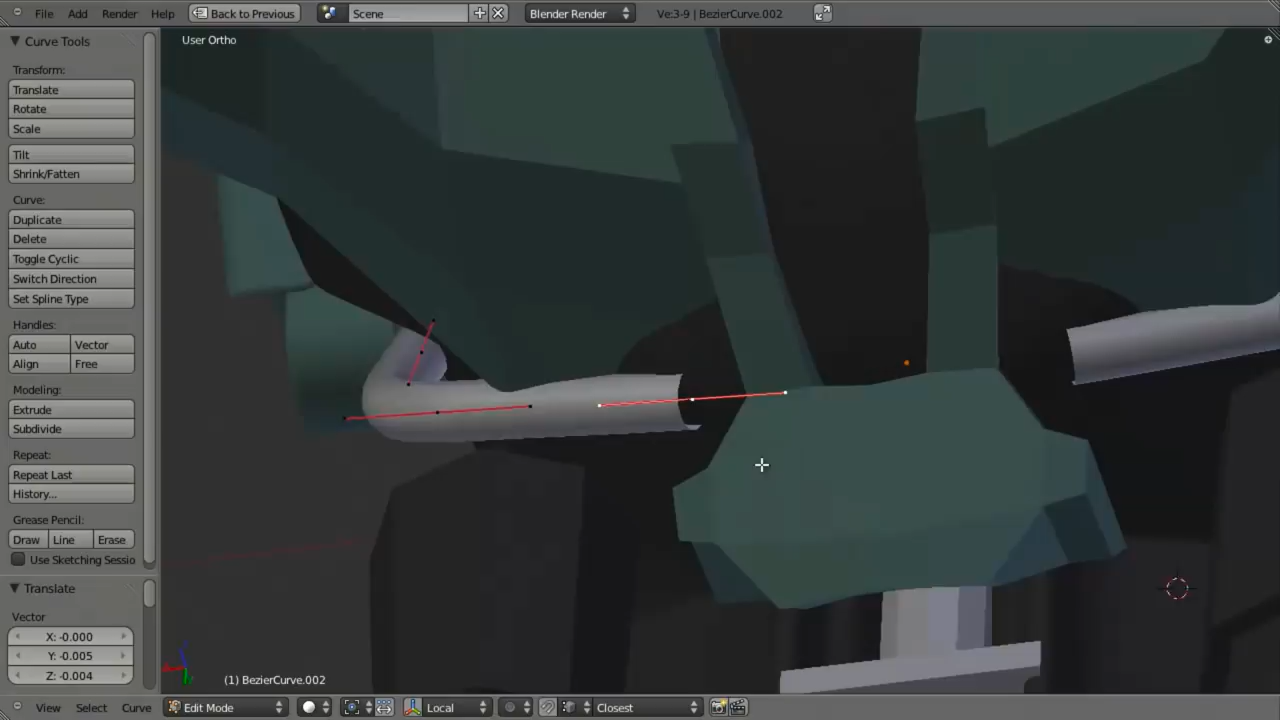 File Add Render Help Back to Previous Scene Blender Render Ve:3-9 | BezierCurve.002
Curve Tools
User Ortho
Transform:
Translate
Rotate
Scale
Tilt
Shrink/Fatten
Curve:
Duplicate
Delete
Toggle Cyclic
Switch Direction
Set Spline Type
Handles:
Auto Vector
Align Free
Modeling:
Extrude
Subdivide
Repeat:
Repeat Last
History...
Grease Pencil:
Draw Line Erase
Use Sketching Sessio
Translate
Vector
X: -0.000
Y: -0.005
Z: -0.004
(1) BezierCurve.002
View Select Curve Edit Mode Local Closest